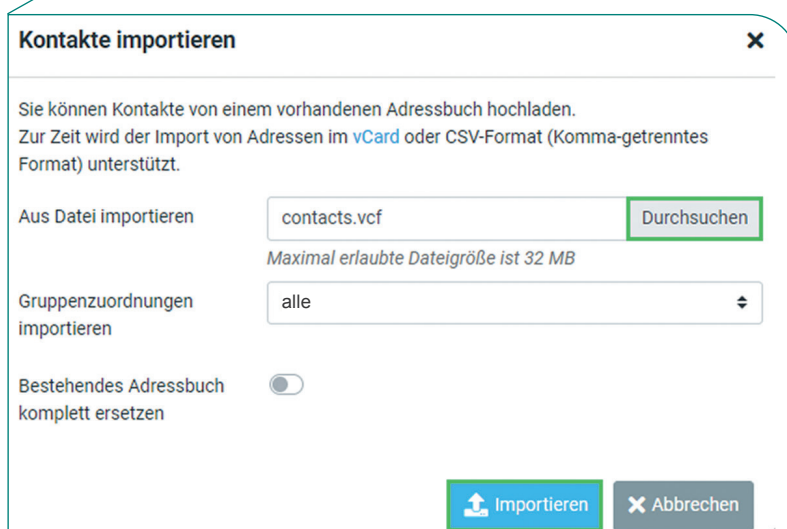 Kontakte importieren
Sie können Kontakte von einem vorhandenen Adressbuch hochladen.
Zur Zeit wird der Import von Adressen im vCard oder CSV-Format (Komma-getrenntes
Format) unterstützt.
Aus Datei importieren
contacts.vcf
Durchsuchen
Maximal erlaubte Dateigröße ist 32 MB
Gruppenzuordnungen
importieren
alle
Bestehendes Adressbuch
komplett ersetzen
Importieren
Abbrechen